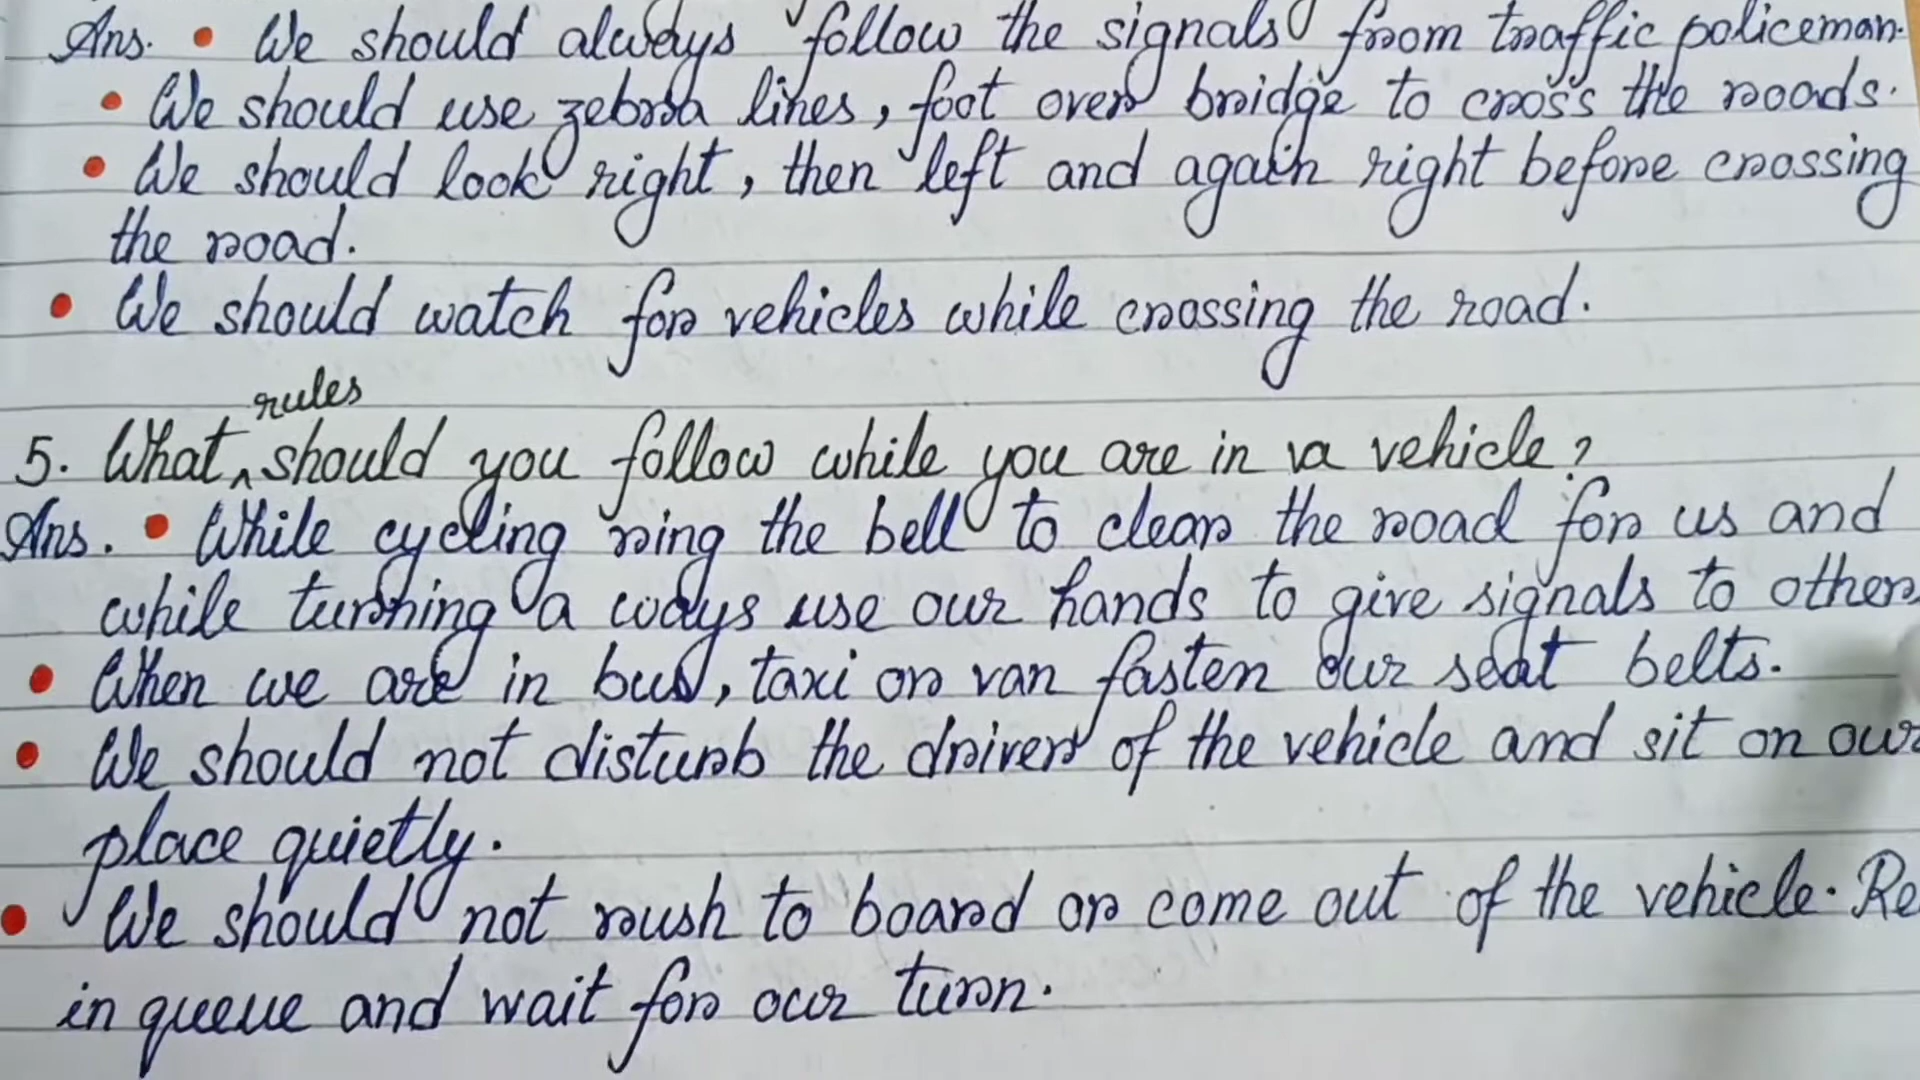 Ans. • We should always follow the signals from traffic policeman.
• We should use zebra lines, foot over bridge to cross the roads.
• We should look right, then left and again right before crossing
the road.
• We should watch for vehicles while crossing the road.
rules
5. What ^ should you follow while you are in a vehicle?
Ans. • While cycling ring the bell to clear the road for us and
while turning a ways use our hands to give signals to others
• When we are in bus, taxi or van fasten our seat belts.
• We should not disturb the driver of the vehicle and sit on our
place quietly.
• We should not rush to board or come out of the vehicle. Re
in queue and wait for our turn.